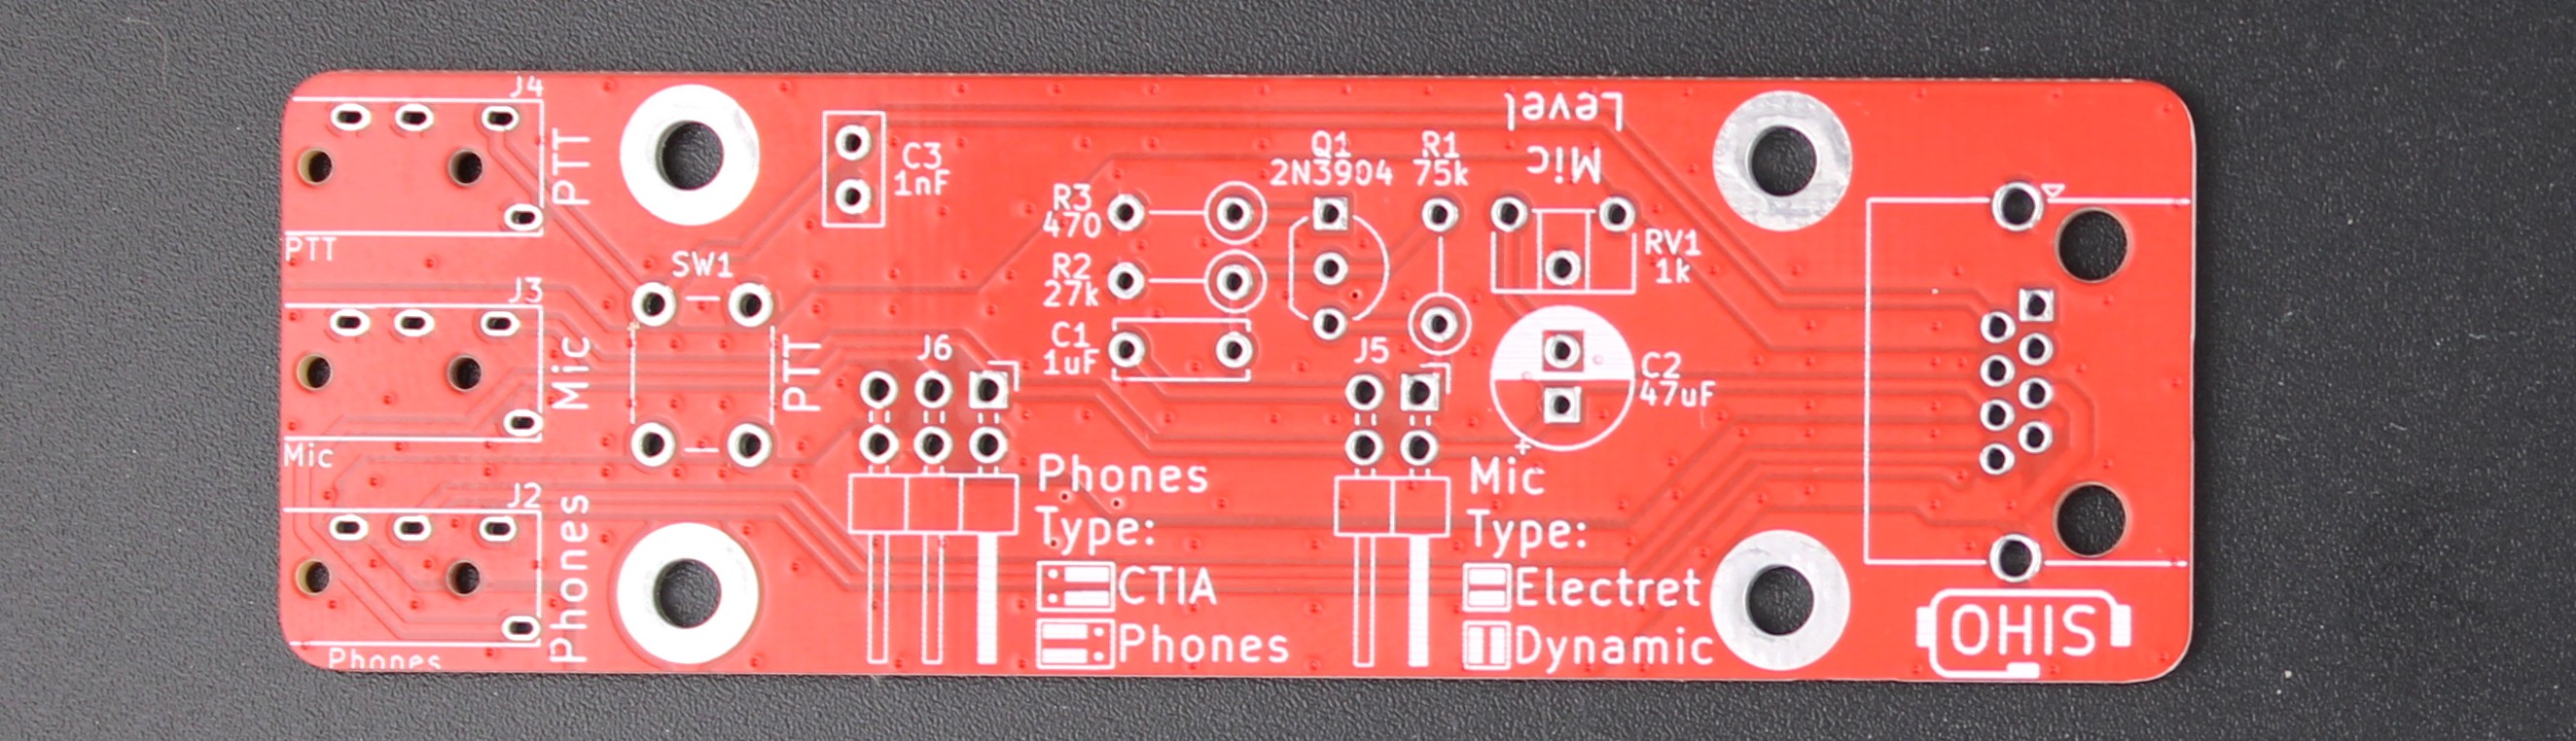 J4
PTT
PTT
J3
Mic
Mic
J2
Phones
Phones
SW1
PTT
C3
1nF
R3
470
R2
27k
C1
1uF
J6
Phones
Type:
CTIA
Phones
Q1
2N3904
R1
75k
Mic
Level
RV1
1k
J5
C2
47uF
+
Mic
Type:
Electret
Dynamic
OHIS